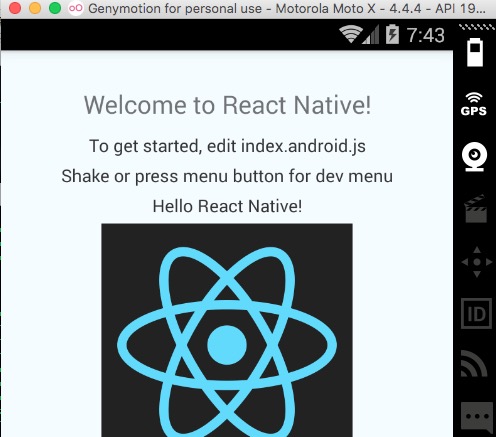 Genymotion for personal use - Motorola Moto X - 4.4.4 - API 19...
7:43
GPS
Welcome to React Native!
To get started, edit index.android.js
Shake or press menu button for dev menu
Hello React Native!
ID